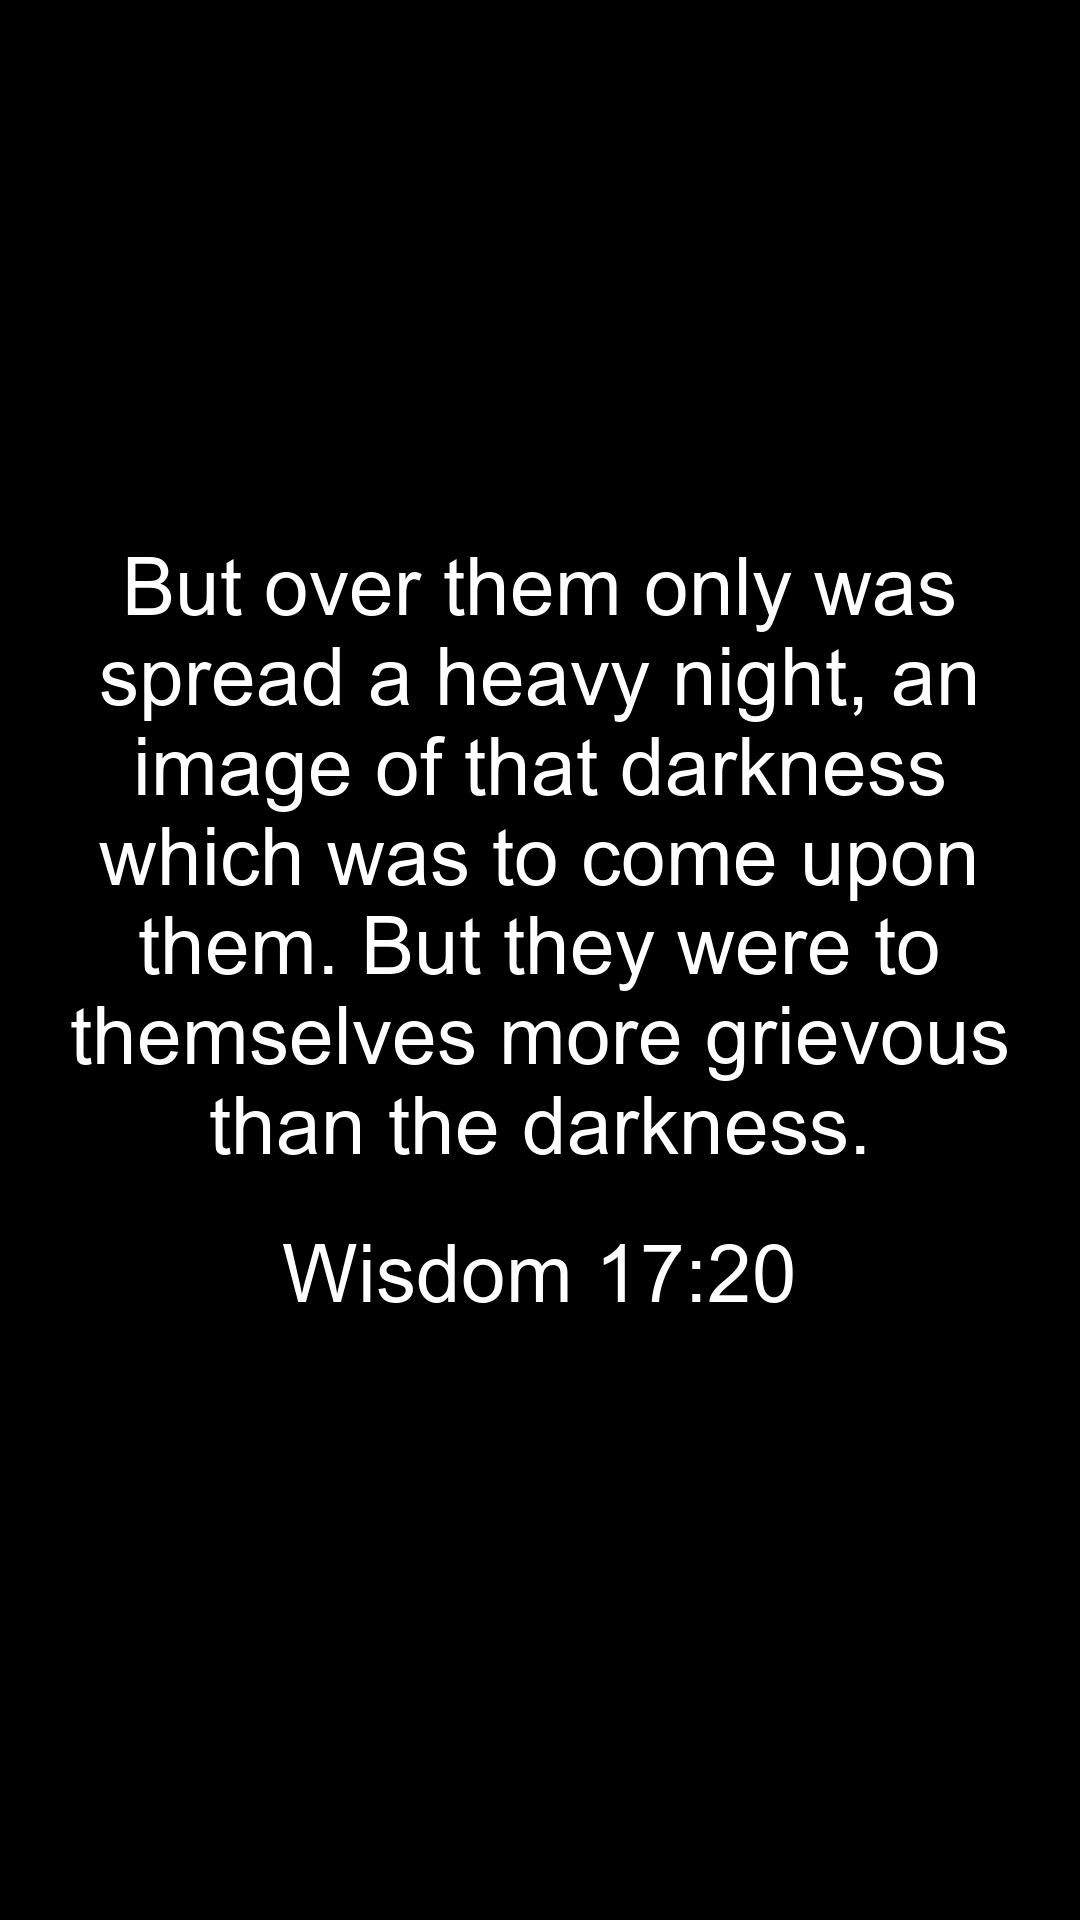 But over them only was
spread a heavy night, an
image of that darkness
which was to come upon
them. But they were to
themselves more grievous
than the darkness.
Wisdom 17:20